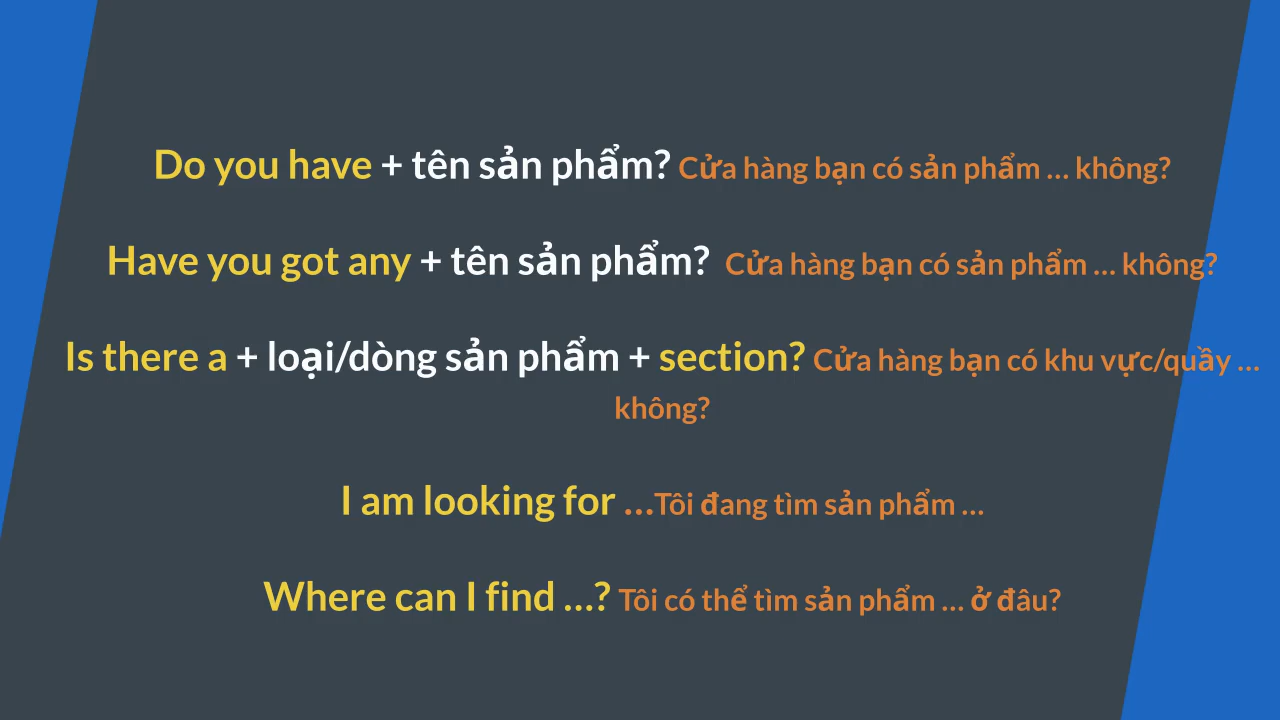 Do you have + tên sản phẩm? Cửa hàng bạn có sản phẩm ... không?
Have you got any + tên sản phẩm? Cửa hàng bạn có sản phẩm ... không?
Is there a + loại/dòng sản phẩm + section? Cửa hàng bạn có khu vực/quầy ...
không?
I am looking for ...Tôi đang tìm sản phẩm ...
Where can I find ...? Tôi có thể tìm sản phẩm ... ở đâu?